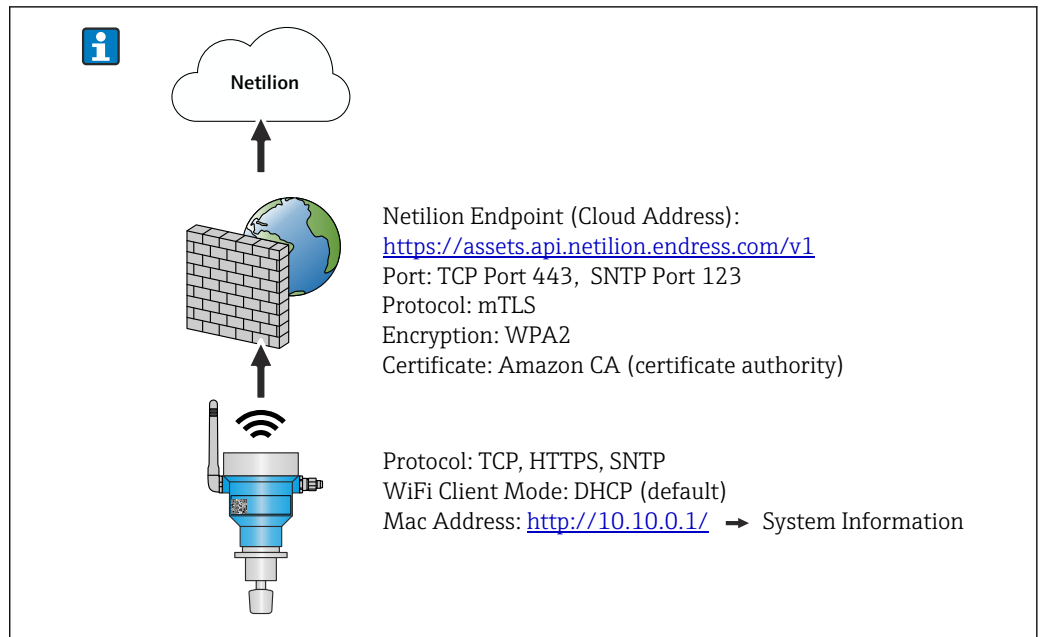 i
Netilion
Netilion Endpoint (Cloud Address):
https://assets.api.netilion.endress.com/v1
Port: TCP Port 443, SNTP Port 123
Protocol: mTLS
Encryption: WPA2
Certificate: Amazon CA (certificate authority)
Protocol: TCP, HTTPS, SNTP
WiFi Client Mode: DHCP (default)
Mac Address: http://10.10.0.1/ → System Information